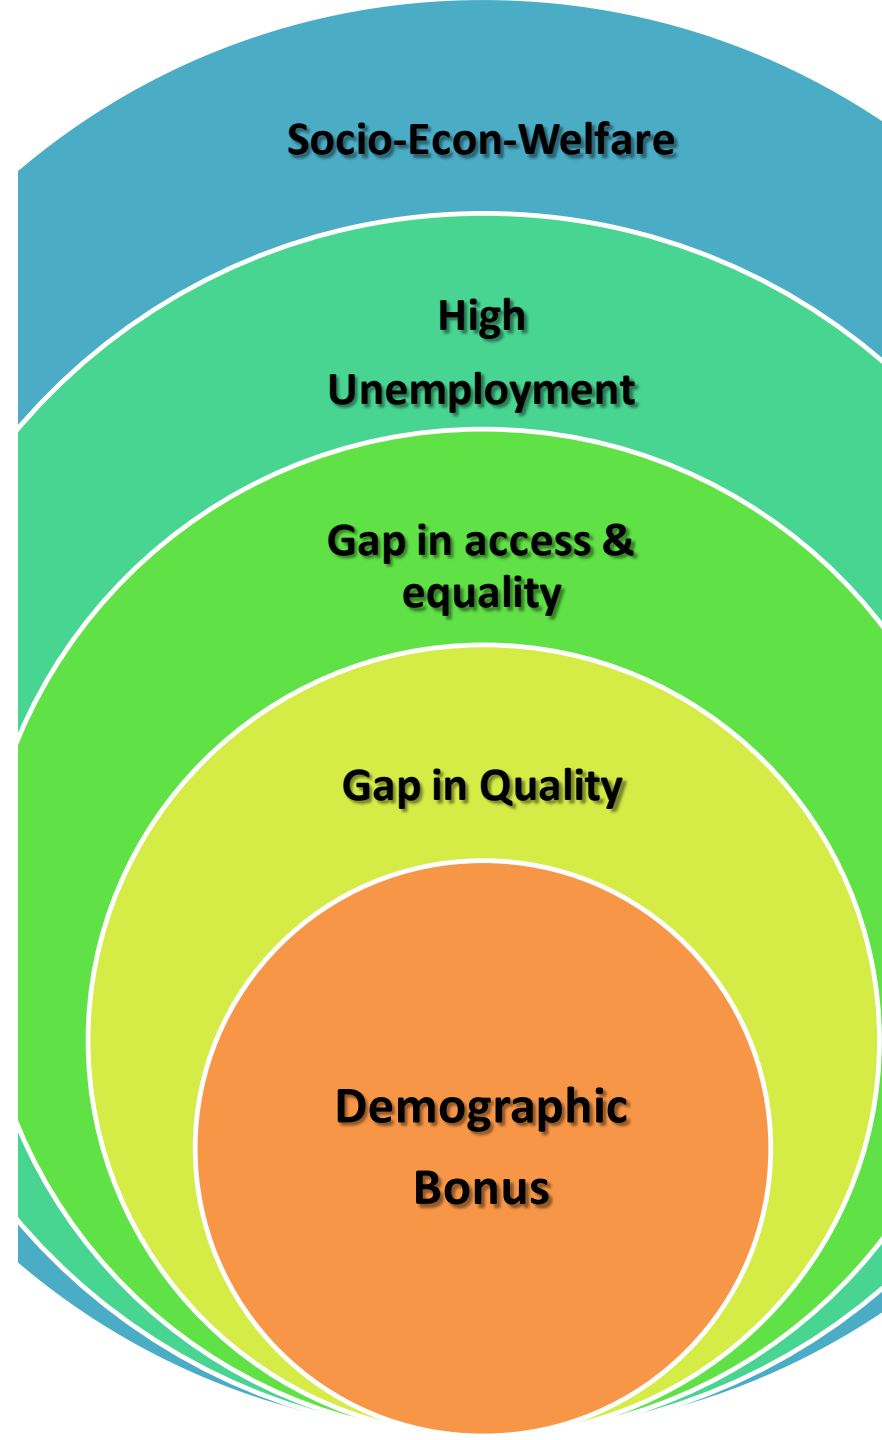 Socio-Econ-Welfare
High
Unemployment
Gap in access &
equality
Gap in Quality
Demographic
Bonus